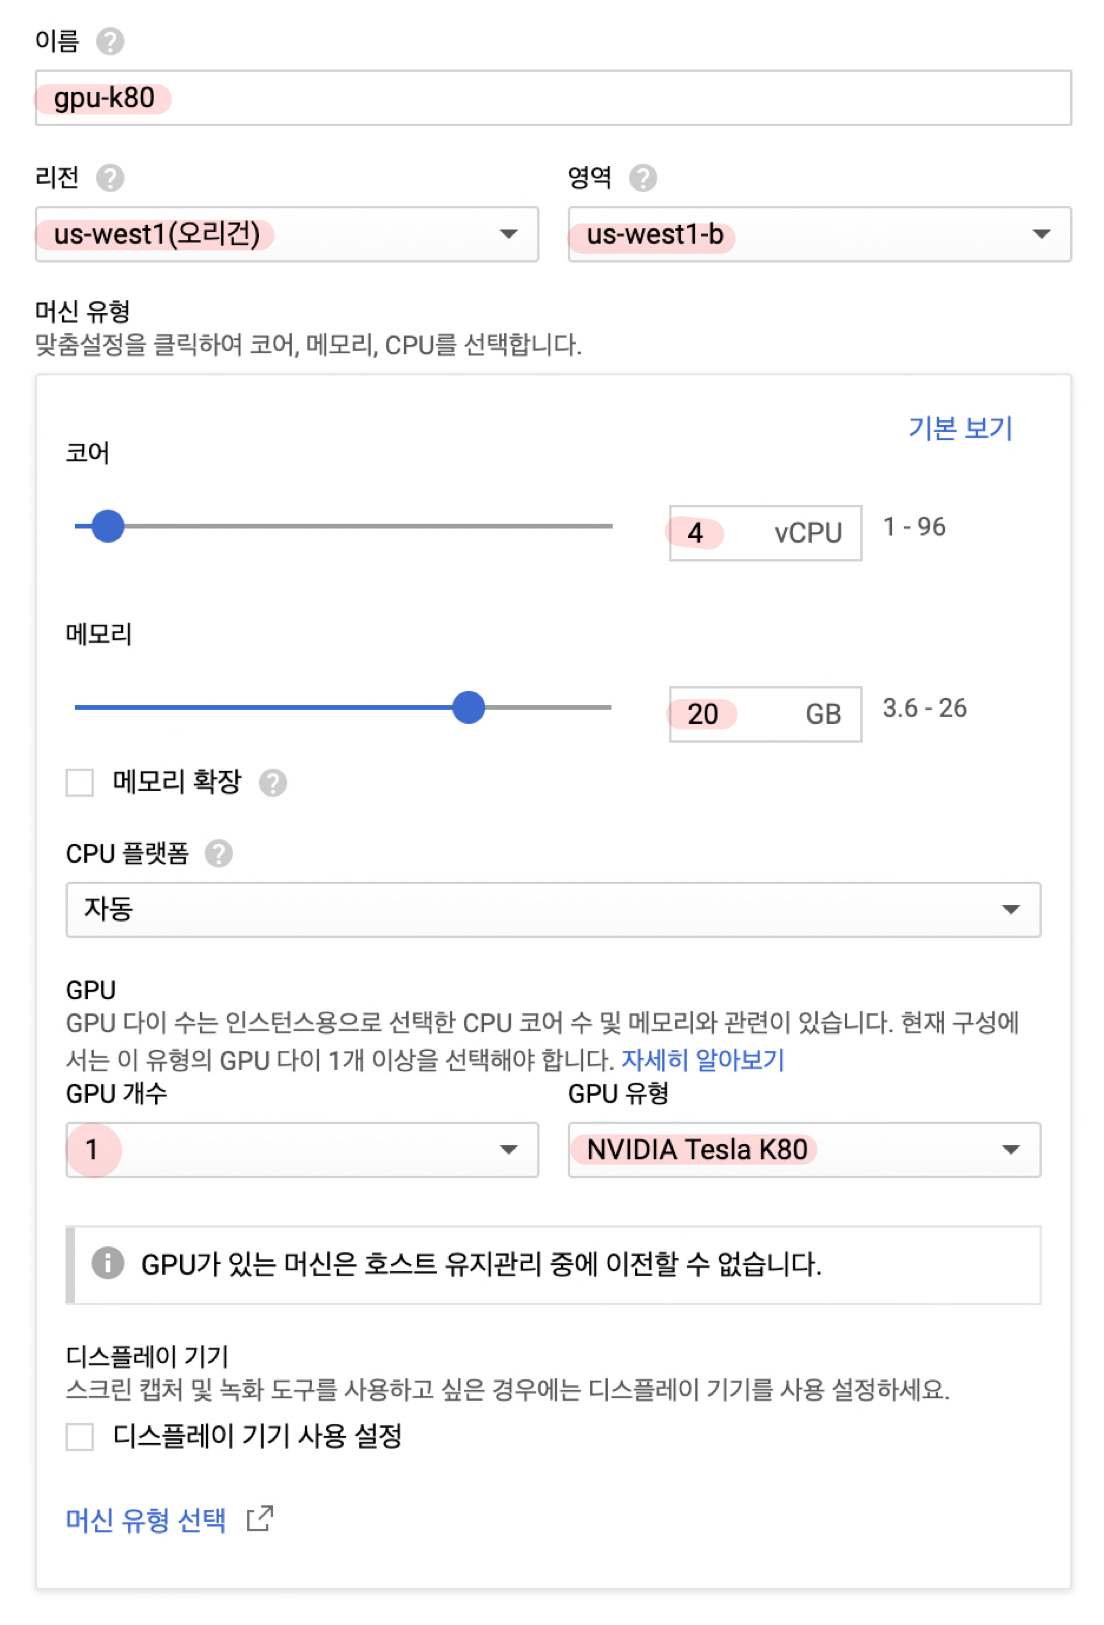 이름 ?
gpu-k80
리전 ? 영역 ?
us-west1(오리건) us-west1-b
머신 유형
맞춤설정을 클릭하여 코어, 메모리, CPU를 선택합니다.
기본 보기
코어
4 vCPU 1 - 96
메모리
20 GB 3.6 - 26
메모리 확장 ?
CPU 플랫폼 ?
자동
GPU
GPU 다이 수는 인스턴스용으로 선택한 CPU 코어 수 및 메모리와 관련이 있습니다. 현재 구성에
서는 이 유형의 GPU 다이 1개 이상을 선택해야 합니다. 자세히 알아보기
GPU 개수 GPU 유형
1 NVIDIA Tesla K80
GPU가 있는 머신은 호스트 유지관리 중에 이전할 수 없습니다.
디스플레이 기기
스크린 캡처 및 녹화 도구를 사용하고 싶은 경우에는 디스플레이 기기를 사용 설정하세요.
디스플레이 기기 사용 설정
머신 유형 선택